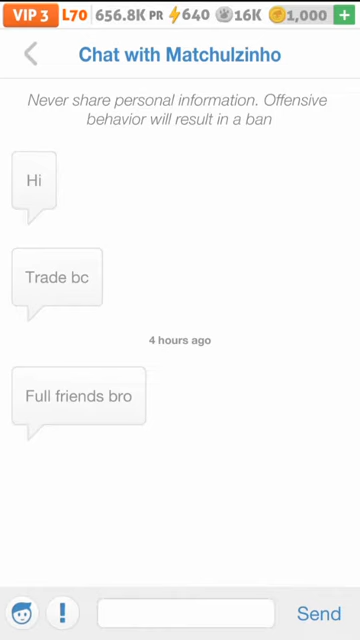 VIP 3 L70 656.8K PR 640 16K 1,000 +
Chat with Matchulzinho
Never share personal information. Offensive
behavior will result in a ban
Hi
Trade bc
4 hours ago
Full friends bro
! Send